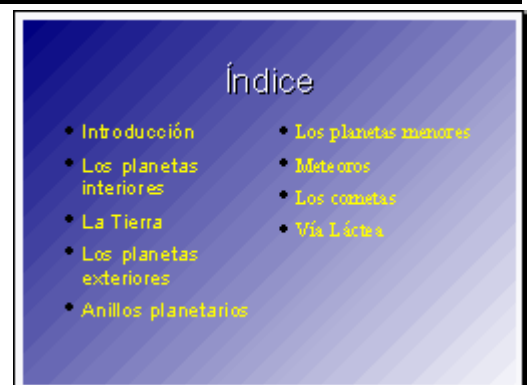 Índice
Introducción
Los planetas
interiores
La Tierra
Los planetas
exteriores
Anillos planetarios
Los planetas menores
Meteoros
Los cometas
Vía Láctea